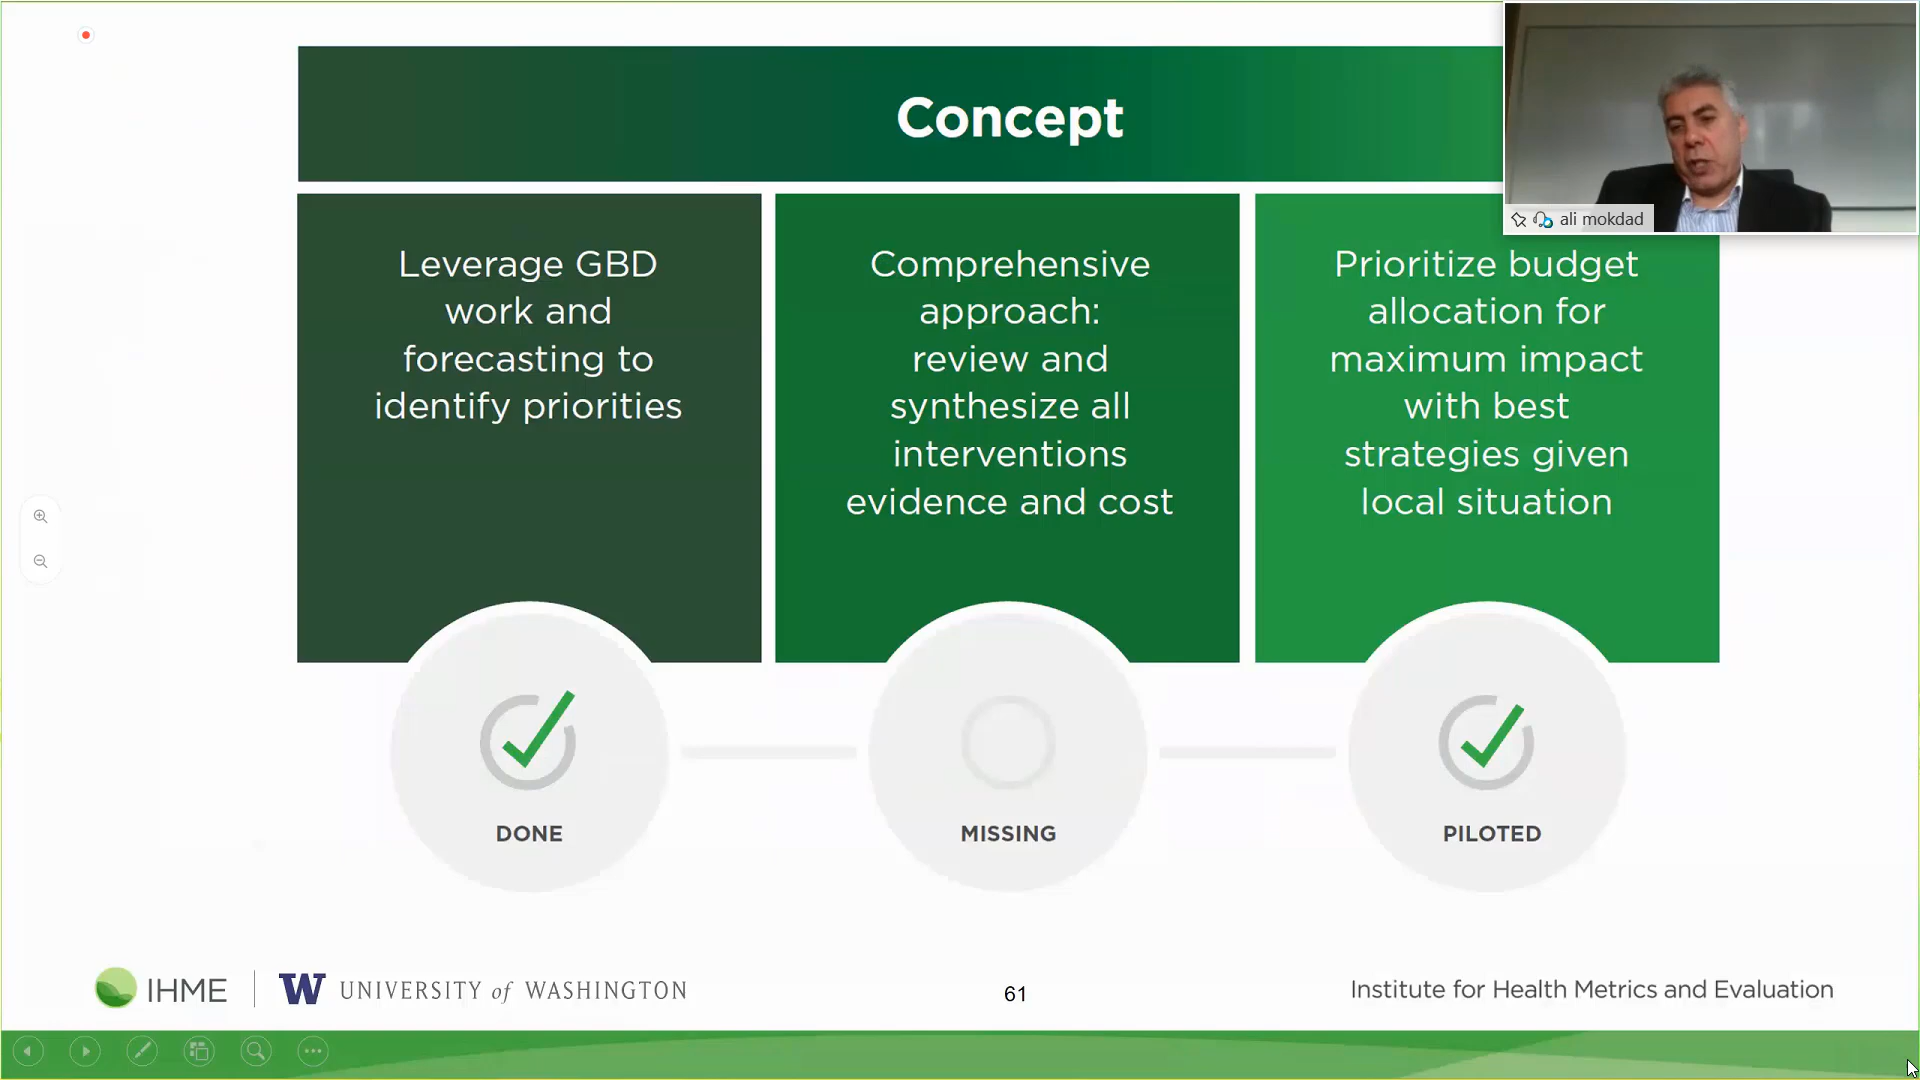 Concept
ali mokdad
Leverage GBD
work and
forecasting to
identify priorities
Comprehensive
approach:
review and
synthesize all
interventions
evidence and cost
Prioritize budget
allocation for
maximum impact
with best
strategies given
local situation
DONE
MISSING
PILOTED
IHME
W UNIVERSITY of WASHINGTON
61
Institute for Health Metrics and Evaluation